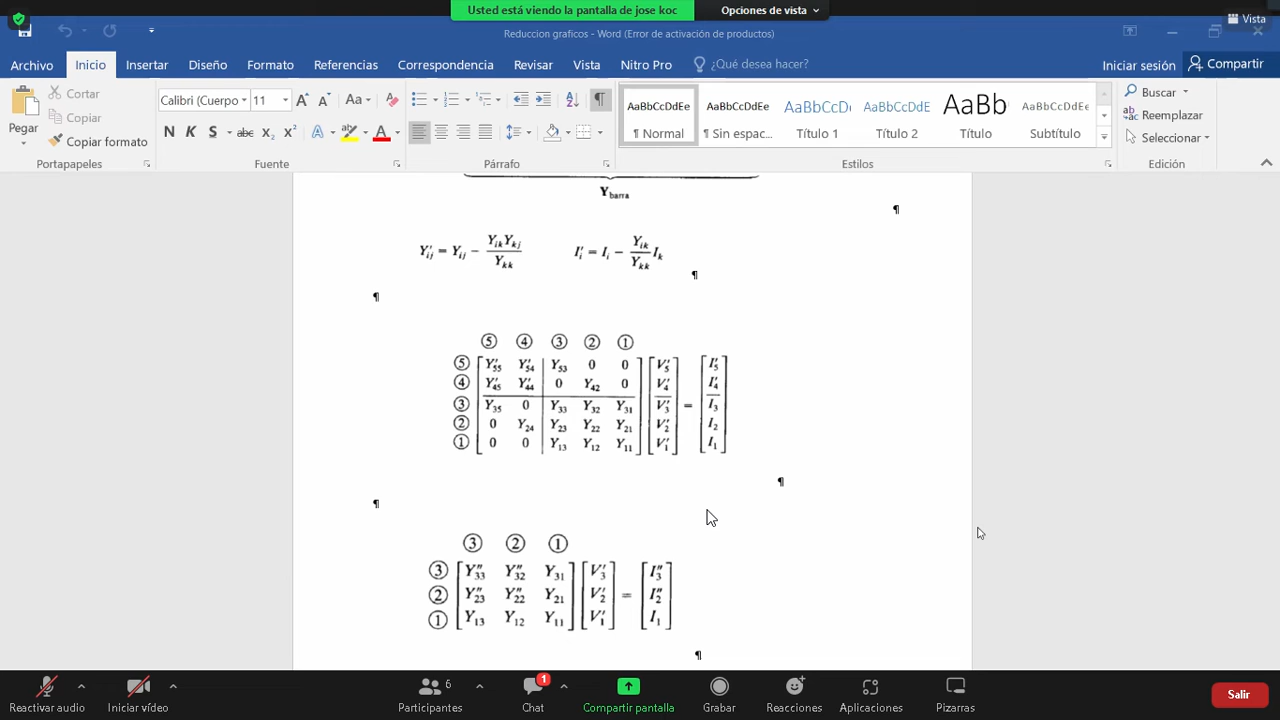 Usted está viendo la pantalla de jose koc
Opciones de vista
Vista
Reduccion graficos - Word (Error de activación de productos)
Archivo Inicio Insertar Diseño Formato Referencias Correspondencia Revisar Vista Nitro Pro ¿Qué desea hacer? Iniciar sesión Compartir
Pegar
Cortar
Copiar
Copiar formato
Portapapeles
Calibri (Cuerpo 11
N K S abc x₂ x²
Fuente
Párrafo
AaBbCcDdEe AaBbCcDdEe AaBbCcDc AaBbCcDdEe AaBb AaBbCcDdEe
¶ Normal ¶ Sin espac... Título 1 Título 2 Título Subtítulo
Estilos
Buscar
Reemplazar
Seleccionar
Edición
Y barra
¶
Y'ij = Yij − YikYkj / Ykk I'i = Ii − Yik / Ykk Ik
¶
¶
⑤ ④ ③ ② ①
⑤ Y'55 Y'54 Y53 0 0 V'5 I'5
④ Y'45 Y'44 0 Y42 0 V'4 I'4
③ Y35 0 Y33 Y32 Y31 V'3 = I3
② 0 Y24 Y23 Y22 Y21 V'2 I2
① 0 0 Y13 Y12 Y11 V'1 I1
¶
¶
③ ② ①
③ Y''33 Y''32 Y31 V'3 I''3
② Y''23 Y''22 Y21 V'2 = I''2
① Y13 Y12 Y11 V'1 I1
¶
Reactivar audio Iniciar vídeo Participantes 6 Chat 1 Compartir pantalla Grabar Reacciones Aplicaciones Pizarras Salir